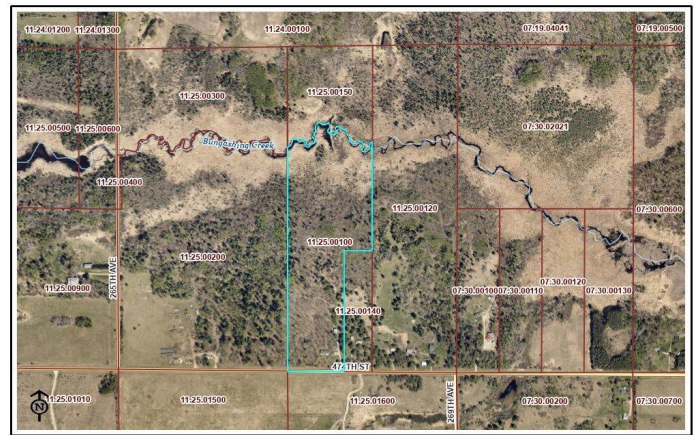 11.24.01200 11.24.01300 11.24.00100 07.19.04041 07.19.00500
11.25.00300 11.25.00150
11.25.00500 11.25.00600 07.30.02021
Bungashing Creek
11.25.00400
11.25.00120 07.30.00600
11.25.00200 11.25.00100
265TH AVE
11.25.00900 07.30.00100 07.30.00110 07.30.00120 07.30.00130
11.25.00140
474TH ST
269TH AVE
11.25.01010 11.25.01500 11.25.01600 07.30.00200 07.30.00700
N